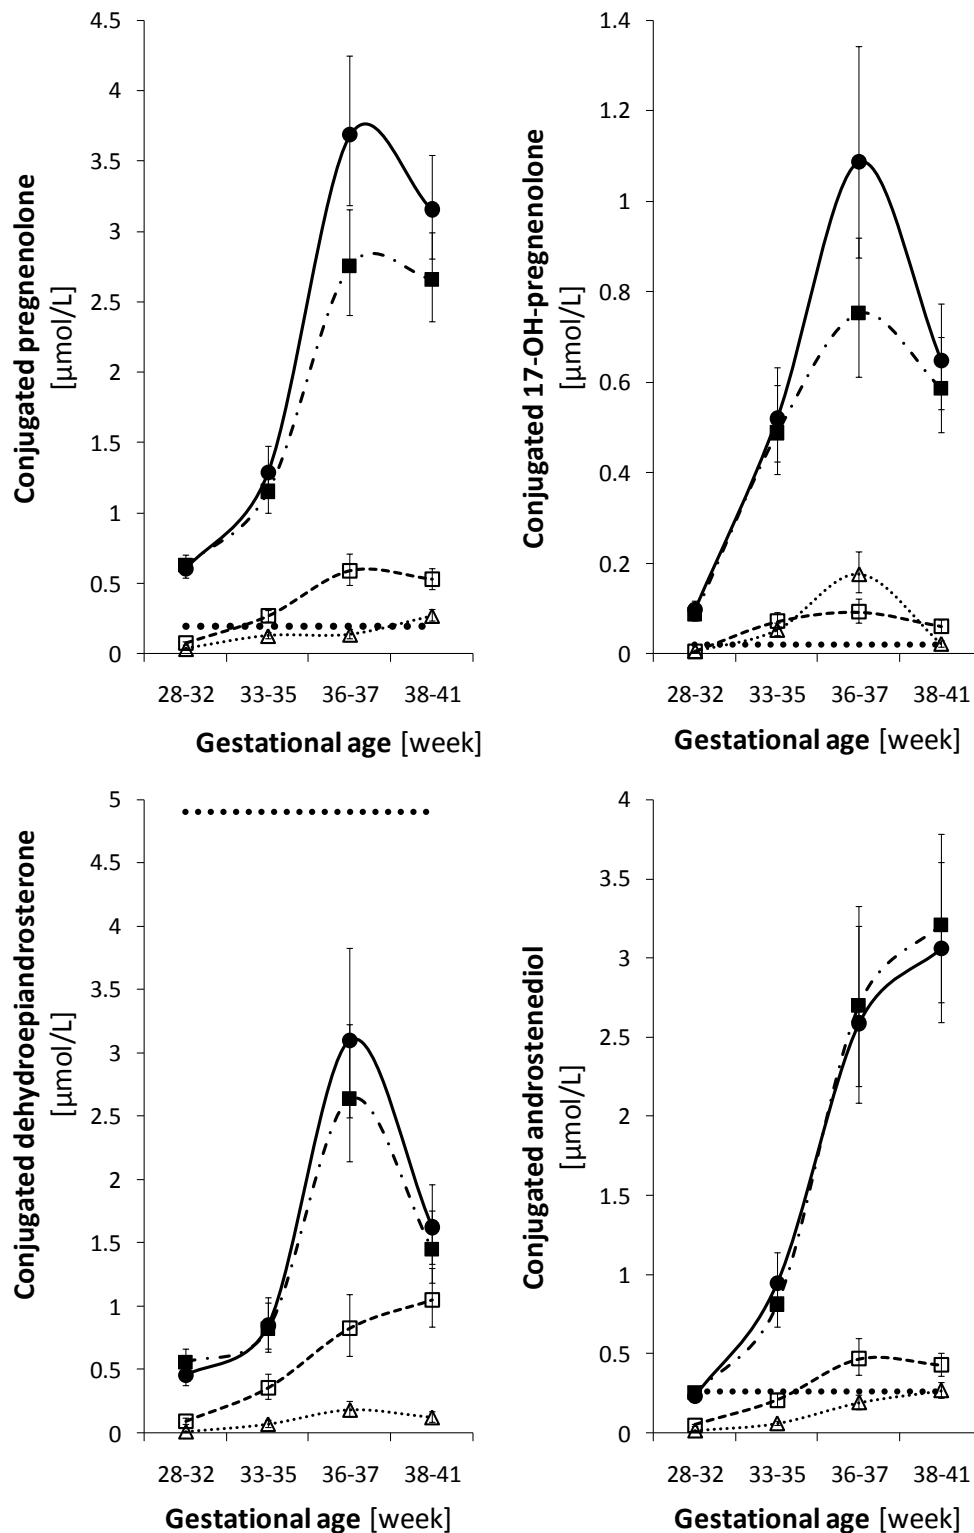 Conjugated pregnenolone
[µmol/L]
4.5
4
3.5
3
2.5
2
1.5
1
0.5
0
28-32 33-35 36-37 38-41
Gestational age [week]
Conjugated 17-OH-pregnenolone
[µmol/L]
1.4
1.2
1
0.8
0.6
0.4
0.2
0
28-32 33-35 36-37 38-41
Gestational age [week]
Conjugated dehydroepiandrosterone
[µmol/L]
5
4.5
4
3.5
3
2.5
2
1.5
1
0.5
0
28-32 33-35 36-37 38-41
Gestational age [week]
Conjugated androstenediol
[µmol/L]
4
3.5
3
2.5
2
1.5
1
0.5
0
28-32 33-35 36-37 38-41
Gestational age [week]